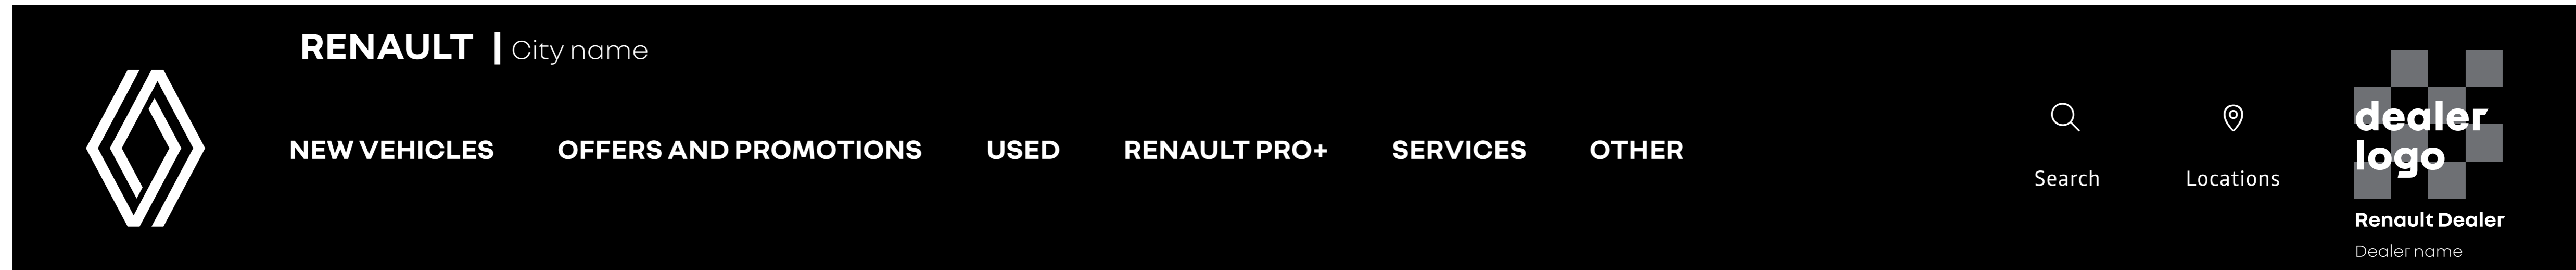 RENAULT | City name
NEW VEHICLES OFFERS AND PROMOTIONS USED RENAULT PRO+ SERVICES OTHER
Search Locations
dealer
logo
Renault Dealer
Dealer name